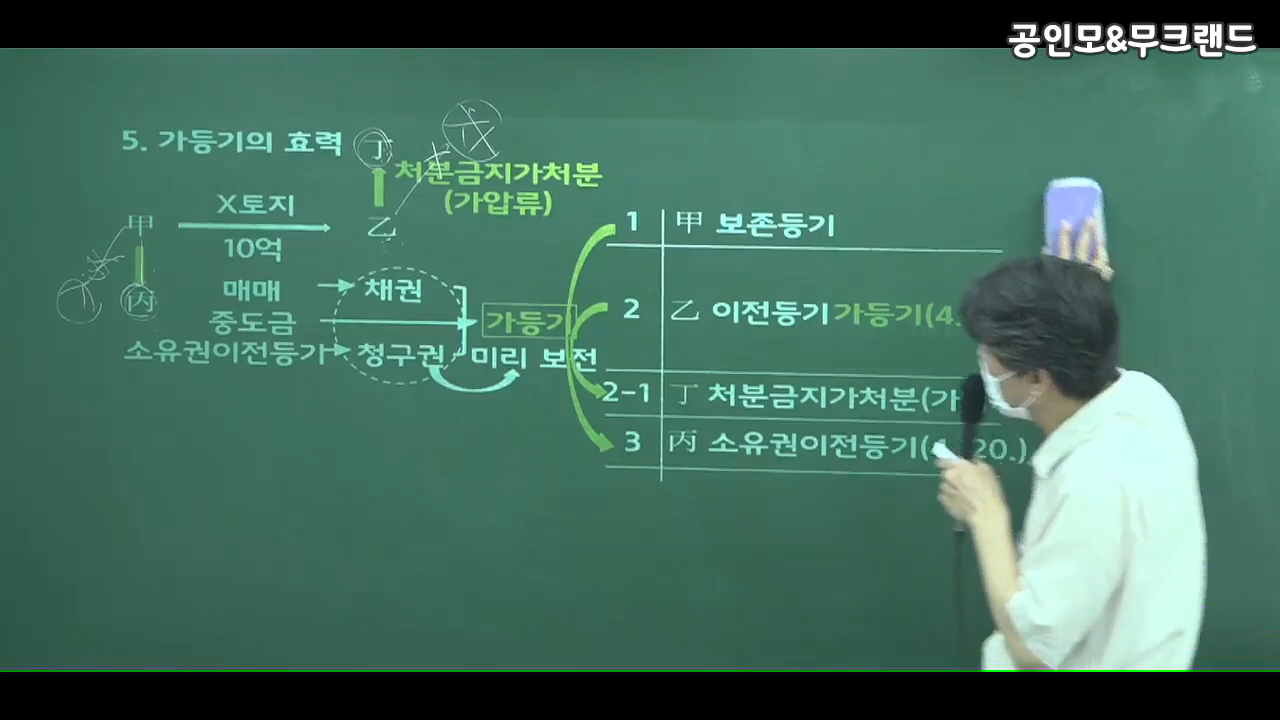 공인모&무크랜드
5. 가등기의 효력
丁
처분금지가처분
(가압류)
甲
X토지
10억
乙
丙
매매
채권
중도금
가등기
소유권이전등기
청구권
미리 보전
1 甲 보존등기
2 乙 이전등기 가등기(4.
2-1 丁 처분금지가처분(가
3 丙 소유권이전등기(4. 20.)